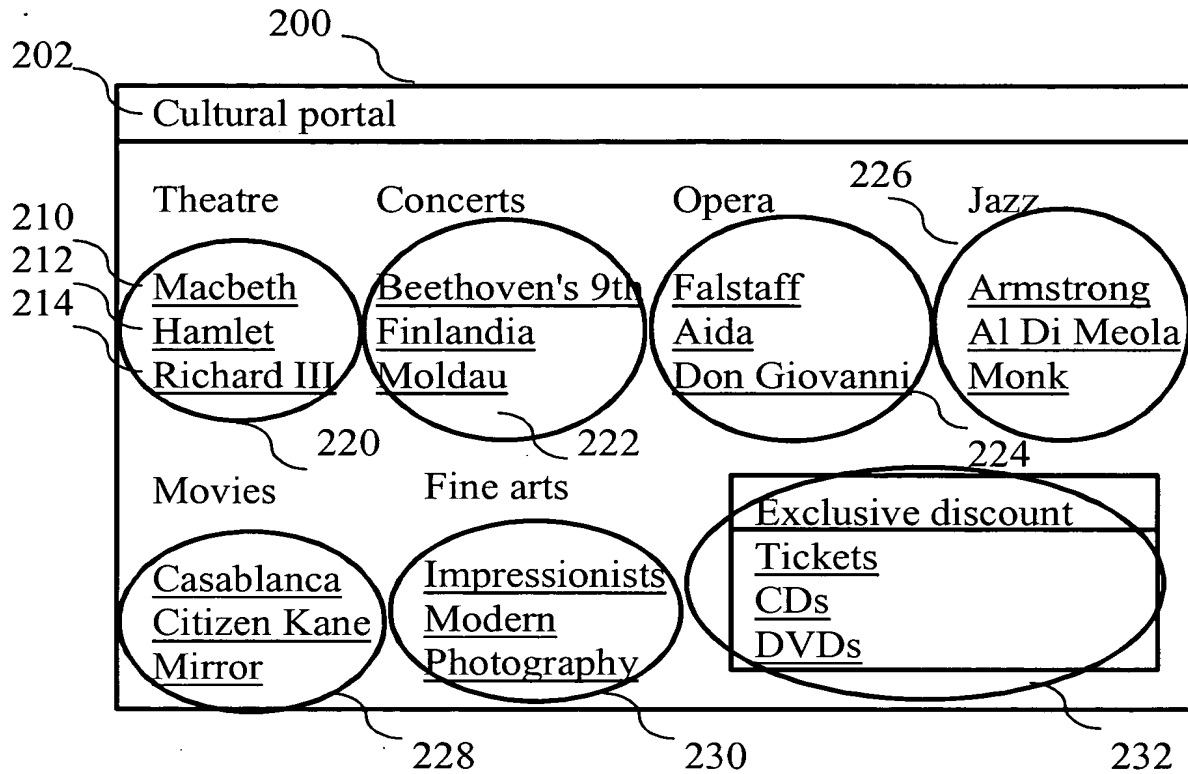 200
202
Cultural portal
226
Theatre Concerts Opera Jazz
210
212
214
Macbeth Beethoven's 9th Falstaff Armstrong
Hamlet Finlandia Aida Al Di Meola
Richard III Moldau Don Giovanni Monk
220 222 224
Movies Fine arts
Exclusive discount
Casablanca Impressionists Tickets
Citizen Kane Modern CDs
Mirror Photography DVDs
228 230 232